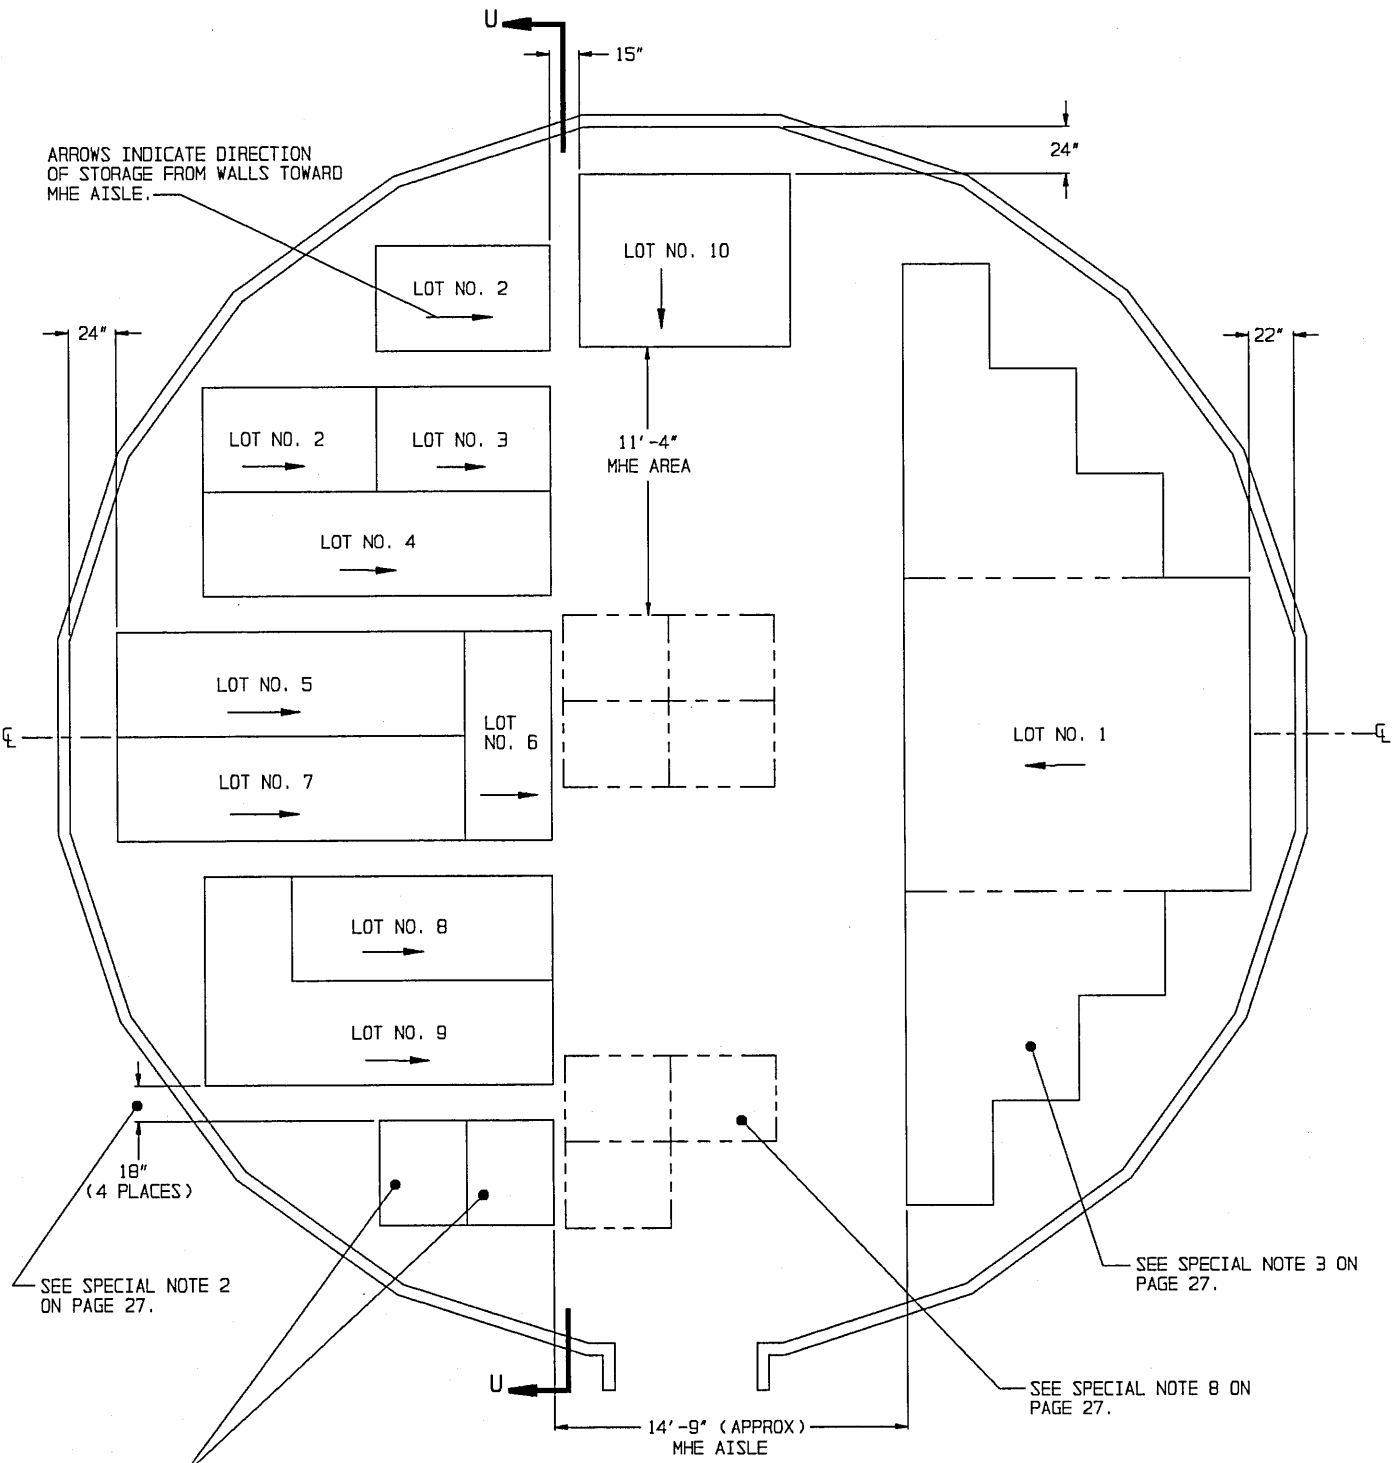 U
15"
ARROWS INDICATE DIRECTION
OF STORAGE FROM WALLS TOWARD
MHE AISLE.
24"
LOT NO. 10
LOT NO. 2
24"
22"
LOT NO. 2
LOT NO. 3
11'-4"
MHE AREA
LOT NO. 4
LOT NO. 5
LOT
NO. 6
℄
LOT NO. 1
℄
LOT NO. 7
LOT NO. 8
LOT NO. 9
18"
(4 PLACES)
SEE SPECIAL NOTE 2
ON PAGE 27.
SEE SPECIAL NOTE 3 ON
PAGE 27.
U
SEE SPECIAL NOTE 8 ON
PAGE 27.
14'-9" (APPROX)
MHE AISLE